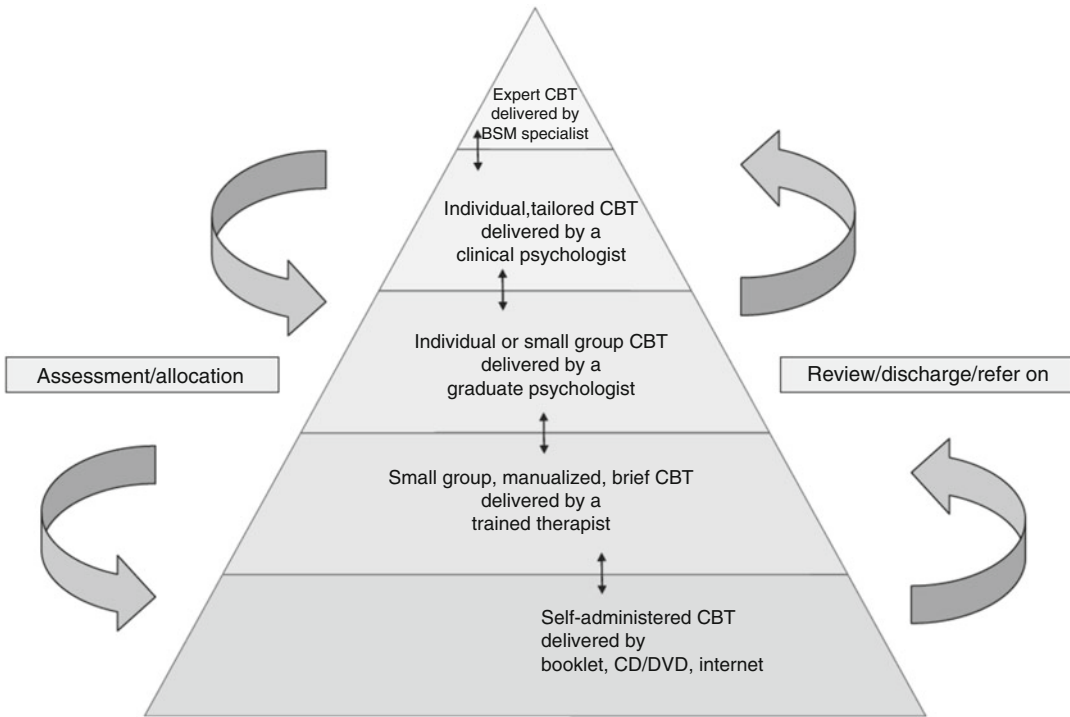 Expert CBT
delivered by
BSM specialist
Individual,tailored CBT
delivered by a
clinical psychologist
Individual or small group CBT
delivered by a
graduate psychologist
Assessment/allocation
Review/discharge/refer on
Small group, manualized, brief CBT
delivered by a
trained therapist
Self-administered CBT
delivered by
booklet, CD/DVD, internet